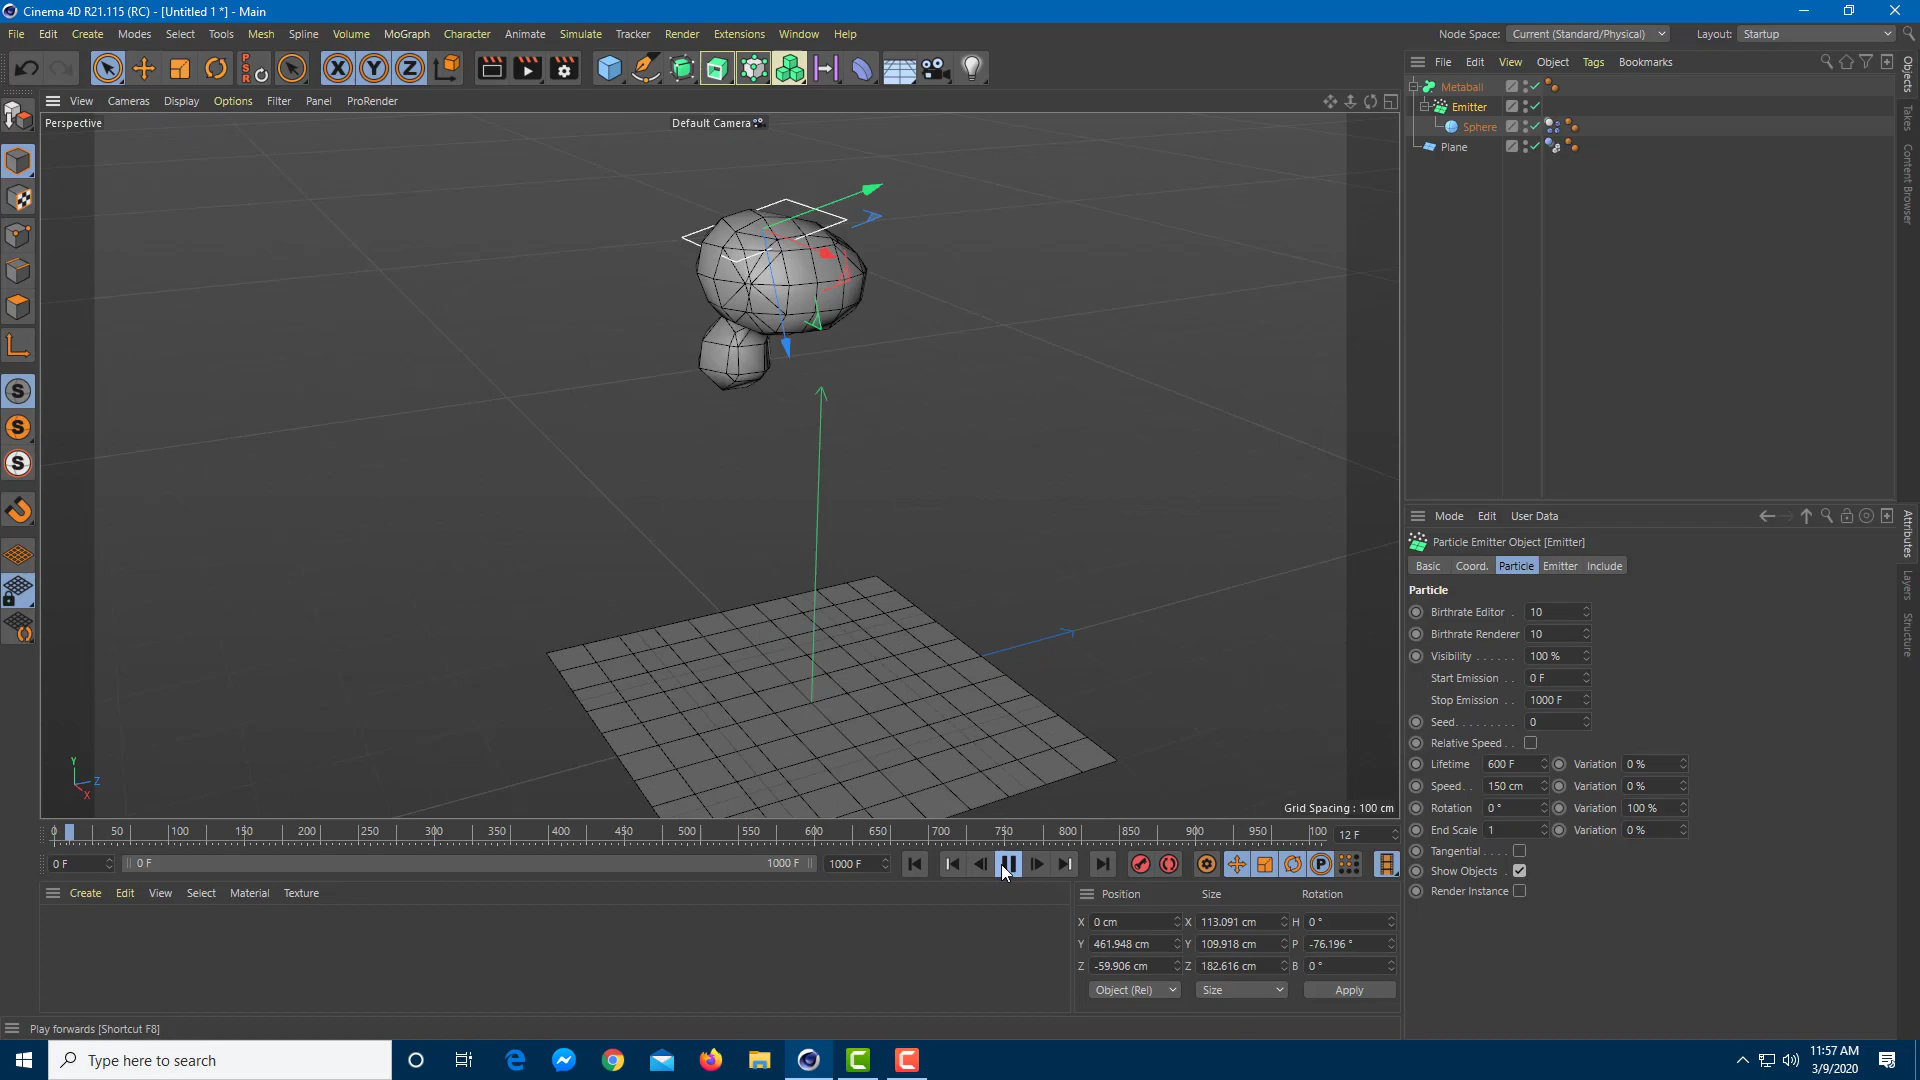 Cinema 4D R21.115 (RC) - [Untitled 1 *] - Main
File Edit Create Modes Select Tools Mesh Spline Volume MoGraph Character Animate Simulate Tracker Render Extensions Window Help
Node Space: Current (Standard/Physical) Layout: Startup
PSR X Y Z
File Edit View Object Tags Bookmarks
View Cameras Display Options Filter Panel ProRender
Perspective
Default Camera
Metaball
Emitter
Sphere
Plane
Objects
Takes
Content Browser
Mode Edit User Data
Particle Emitter Object [Emitter]
Basic Coord. Particle Emitter Include
Particle
Birthrate Editor . 10
Birthrate Renderer 10
Visibility . . . . . . 100 %
Start Emission . . 0 F
Stop Emission . . 1000 F
Seed. . . . . . . . . 0
Relative Speed . .
Lifetime 600 F Variation 0 %
Speed. . 150 cm Variation 0 %
Rotation 0 ° Variation 100 %
End Scale 1 Variation 0 %
Tangential . . . .
Show Objects .
Render Instance
Attributes
Layers
Structure
S
S
S
Y
Z
X
Grid Spacing : 100 cm
0 50 100 150 200 250 300 350 400 450 500 550 600 650 700 750 800 850 900 950 100 12 F
0 F 0 F 1000 F 1000 F P
Create Edit View Select Material Texture
Position Size Rotation
X 0 cm X 113.091 cm H 0 °
Y 461.948 cm Y 109.918 cm P -76.196 °
Z -59.906 cm Z 182.616 cm B 0 °
Object (Rel) Size Apply
Play forwards [Shortcut F8]
Type here to search
11:57 AM
3/9/2020